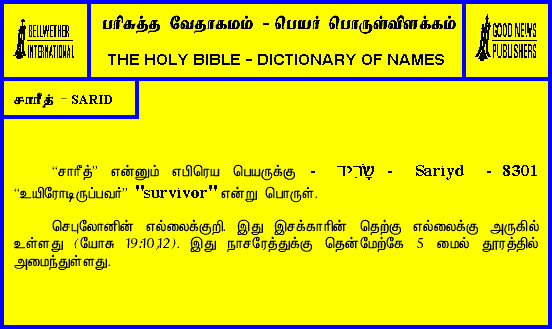 BELLWETHER
INTERNATIONAL
பரிசுத்த வேதாகமம் - பெயர் பொருள்விளக்கம்
THE HOLY BIBLE - DICTIONARY OF NAMES
GOOD NEWS
PUBLISHERS
சாரீத் - SARID
“சாரீத்” என்னும் எபிரெய பெயருக்கு - שָׂרִיד - Sariyd - 8301
“உயிரோடிருப்பவர்” "survivor" என்று பொருள்.
செபுலோனின் எல்லைக்குறி. இது இசக்காரின் தெற்கு எல்லைக்கு அருகில்
உள்ளது (யோசு 19:10,12). இது நாசரேத்துக்கு தென்மேற்கே 5 மைல் தூரத்தில்
அமைந்துள்ளது.